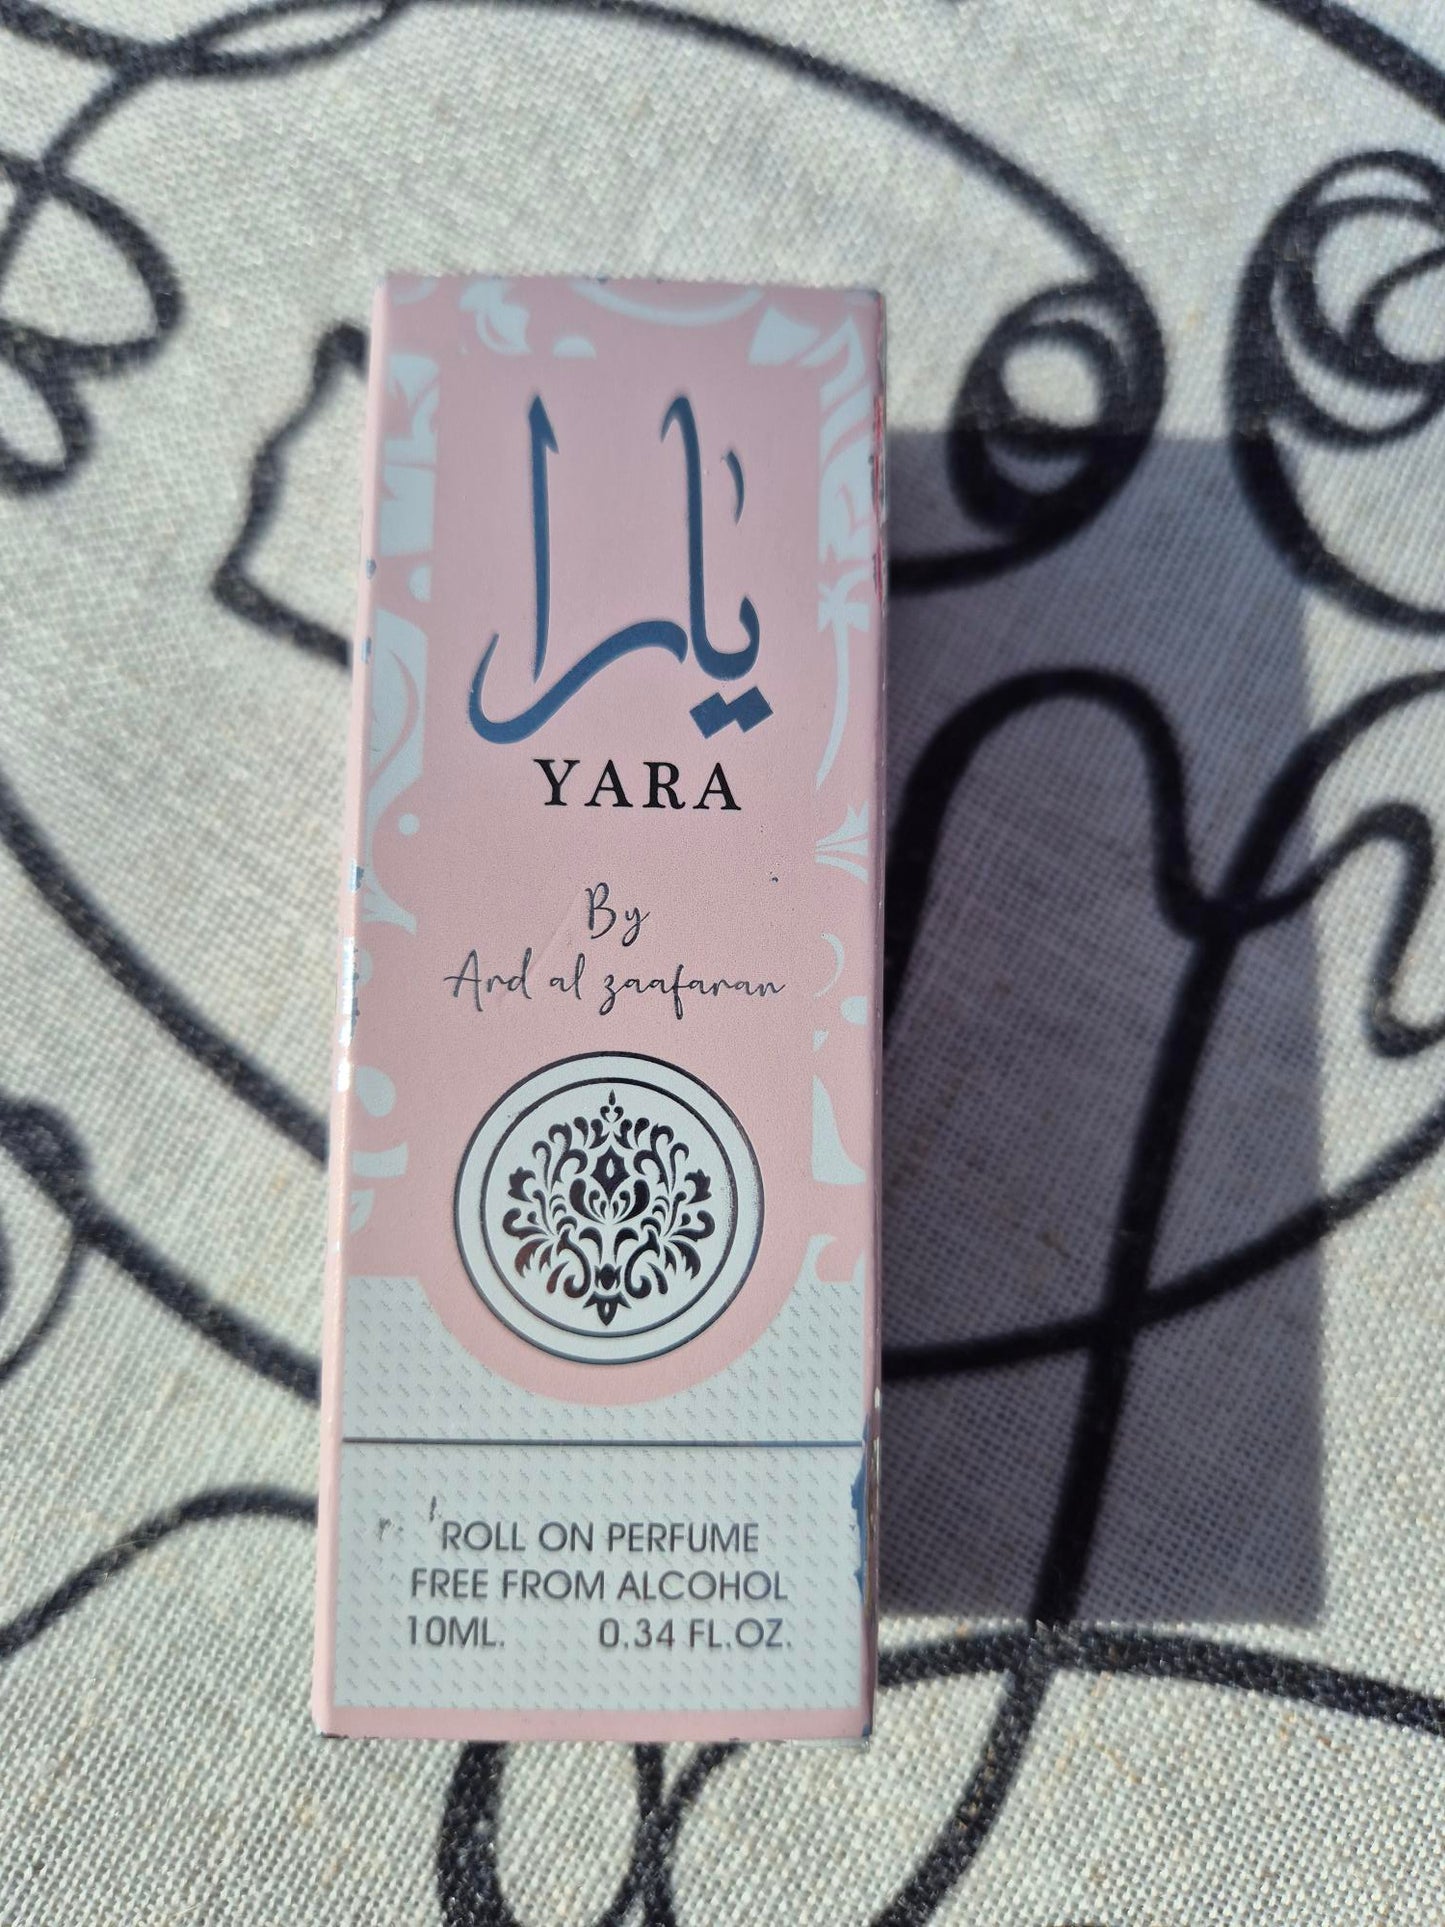 يارا
YARA
By
Ard al zaafaran
ROLL ON PERFUME
FREE FROM ALCOHOL
10ML. 0.34 FL.OZ.